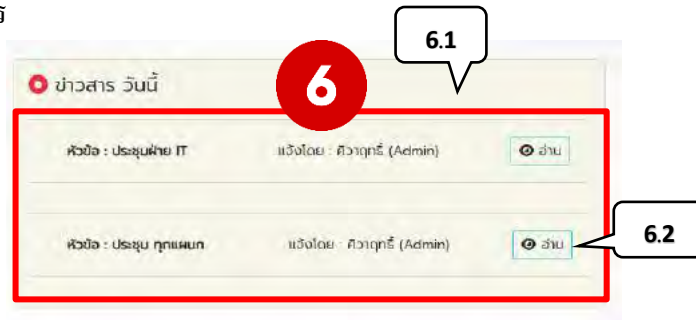 6.1
6
ข่าวสาร วันนี้
หัวข้อ : ประชุมฝ่าย IT แจ้งโดย : ศิวาฤทธิ์ (Admin) อ่าน
หัวข้อ : ประชุม ทุกแผนก แจ้งโดย : ศิวาฤทธิ์ (Admin) อ่าน
6.2